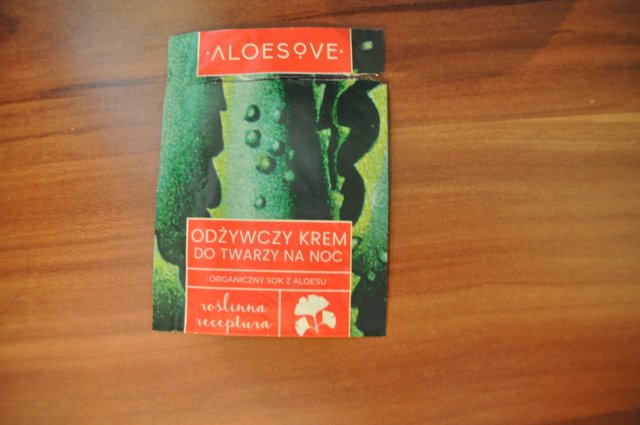 ·ALOESOVE·
ODŻYWCZY KREM
DO TWARZY NA NOC
ORGANICZNY SOK Z ALOESU
roślinna
receptura